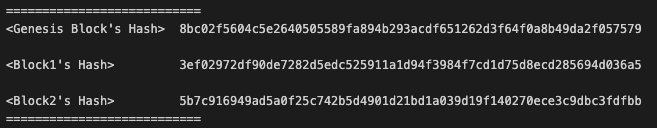 ===========================
<Genesis Block's Hash>  8bc02f5604c5e2640505589fa894b293acdf651262d3f64f0a8b49da2f057579
<Block1's Hash>         3ef02972df90de7282d5edc525911a1d94f3984f7cd1d75d8ecd285694d036a5
<Block2's Hash>         5b7c916949ad5a0f25c742b5d4901d21bd1a039d19f140270ece3c9dbc3fdfbb
===========================